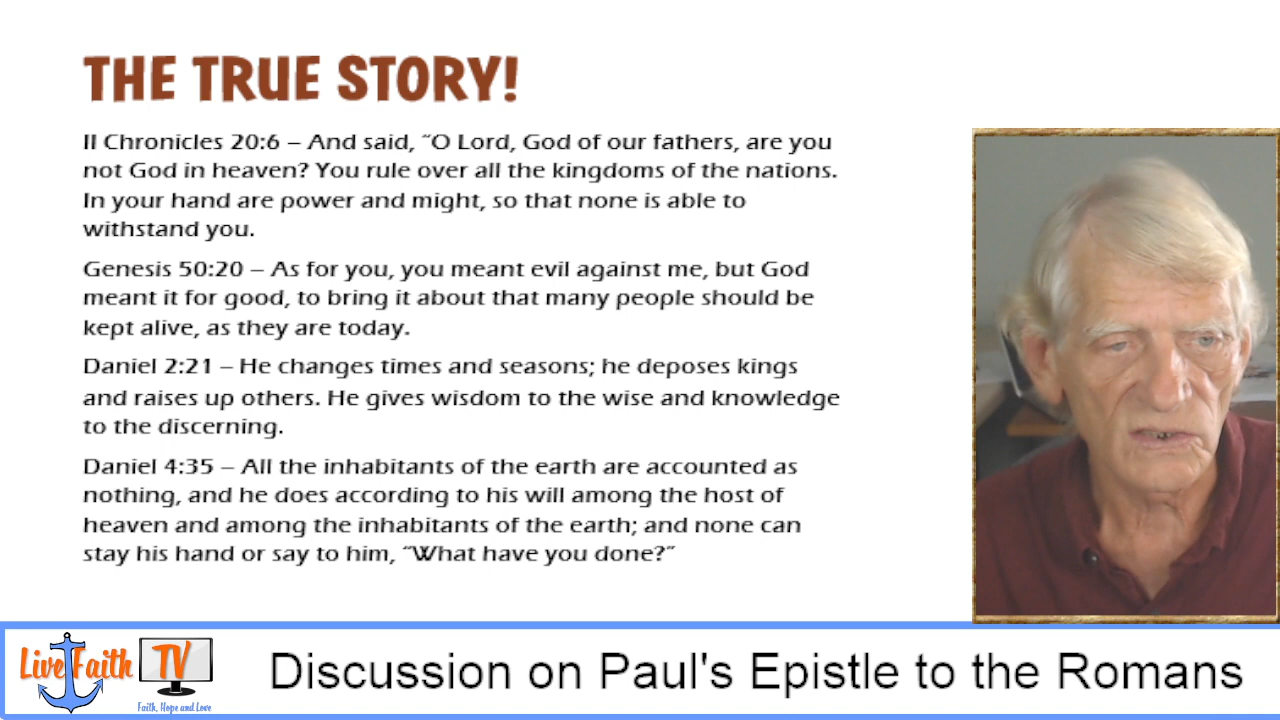 THE TRUE STORY!
II Chronicles 20:6 – And said, ˝O Lord, God of our fathers, are you
not God in heaven? You rule over all the kingdoms of the nations.
In your hand are power and might, so that none is able to
withstand you.
Genesis 50:20 – As for you, you meant evil against me, but God
meant it for good, to bring it about that many people should be
kept alive, as they are today.
Daniel 2:21 – He changes times and seasons; he deposes kings
and raises up others. He gives wisdom to the wise and knowledge
to the discerning.
Daniel 4:35 – All the inhabitants of the earth are accounted as
nothing, and he does according to his will among the host of
heaven and among the inhabitants of the earth; and none can
stay his hand or say to him, ˝What have you done?˝
Live Faith TV
Faith, Hope and Love
Discussion on Paul's Epistle to the Romans